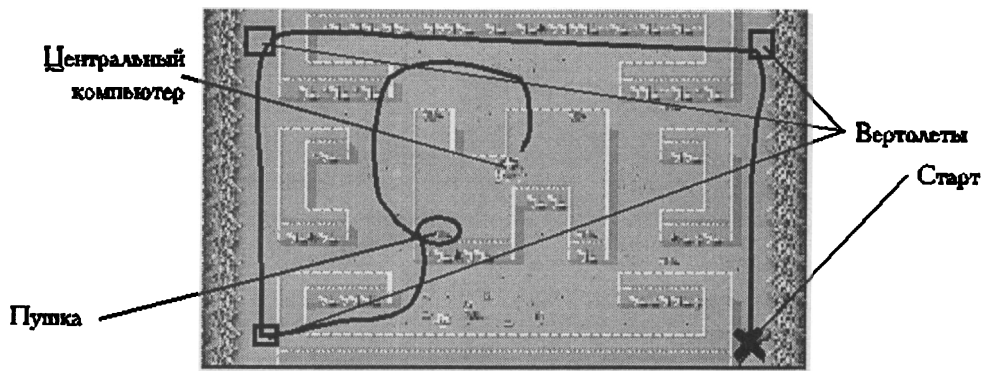 Центральный
компьютер
Вертолеты
Старт
Пушка